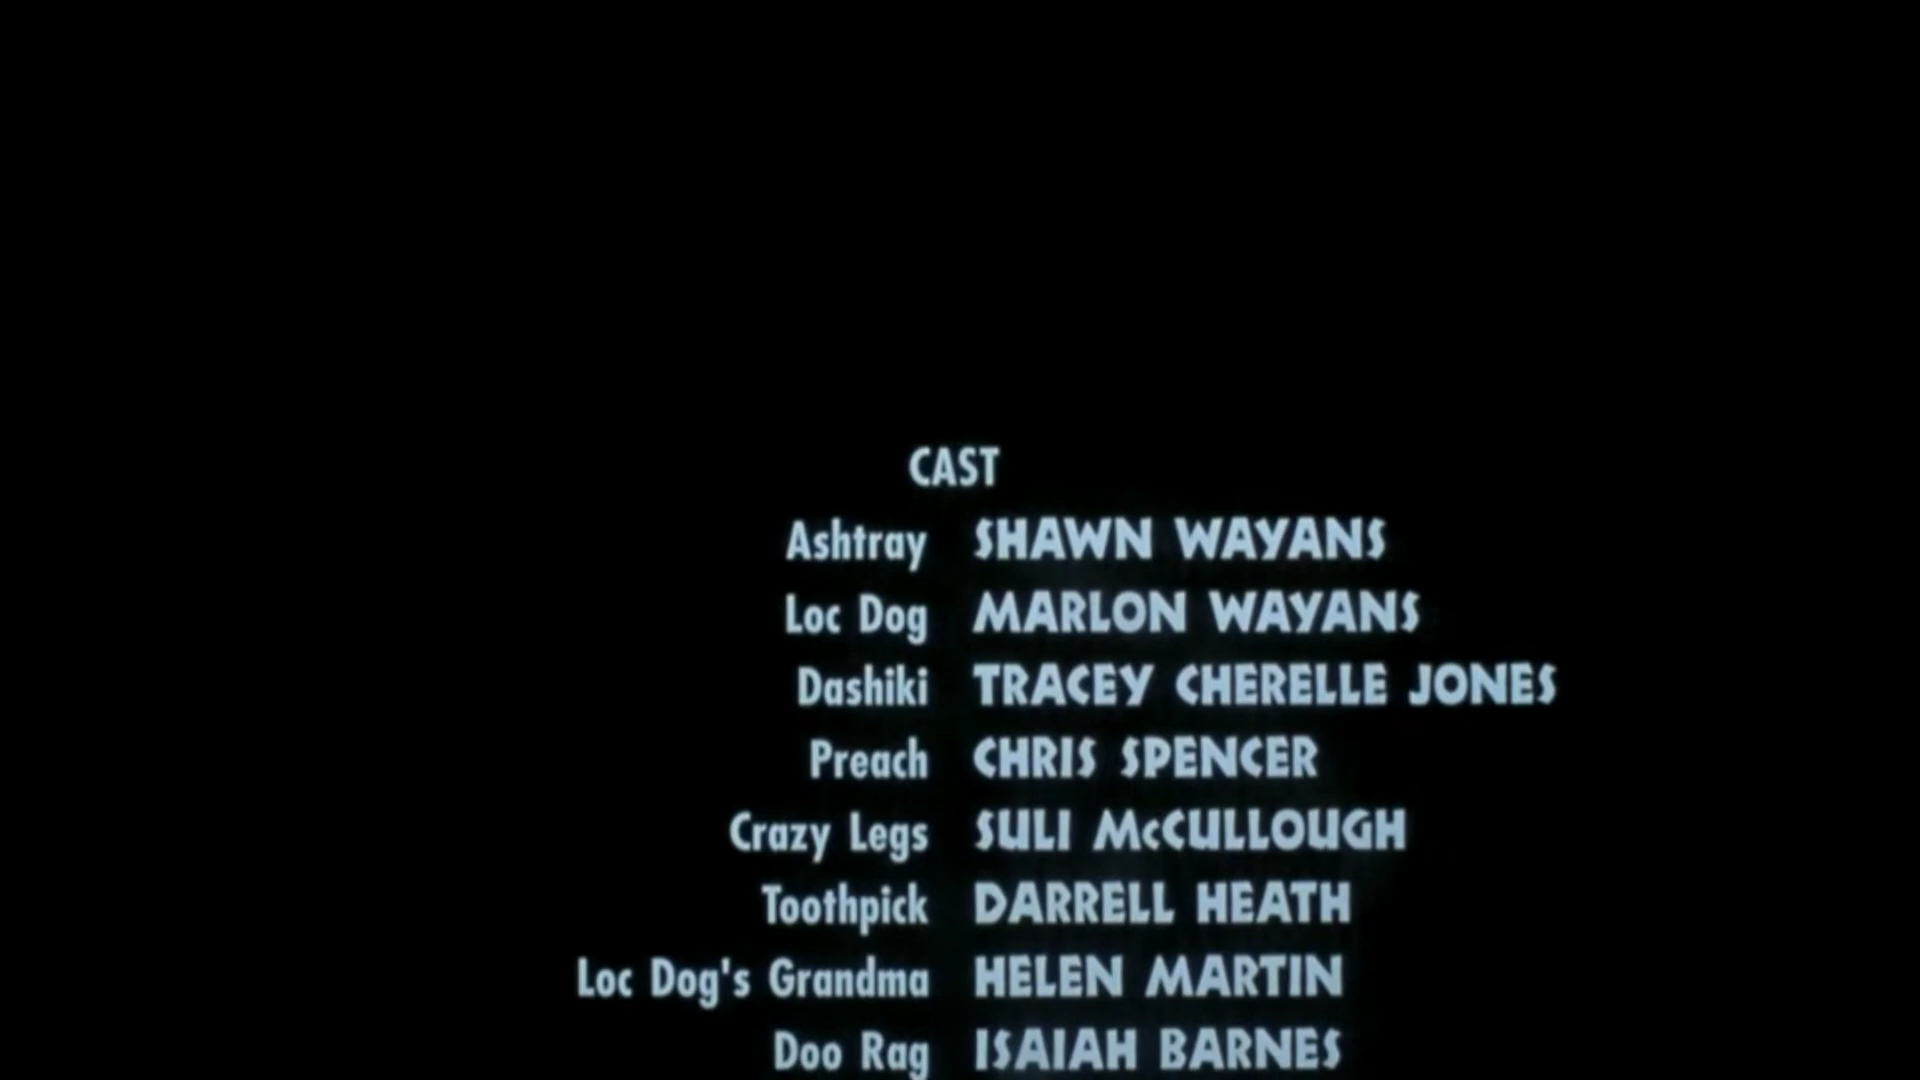 CAST
Ashtray SHAWN WAYANS
Loc Dog MARLON WAYANS
Dashiki TRACEY CHERELLE JONES
Preach CHRIS SPENCER
Crazy Legs SULI McCULLOUGH
Toothpick DARRELL HEATH
Loc Dog's Grandma HELEN MARTIN
Doo Rag ISAIAH BARNES